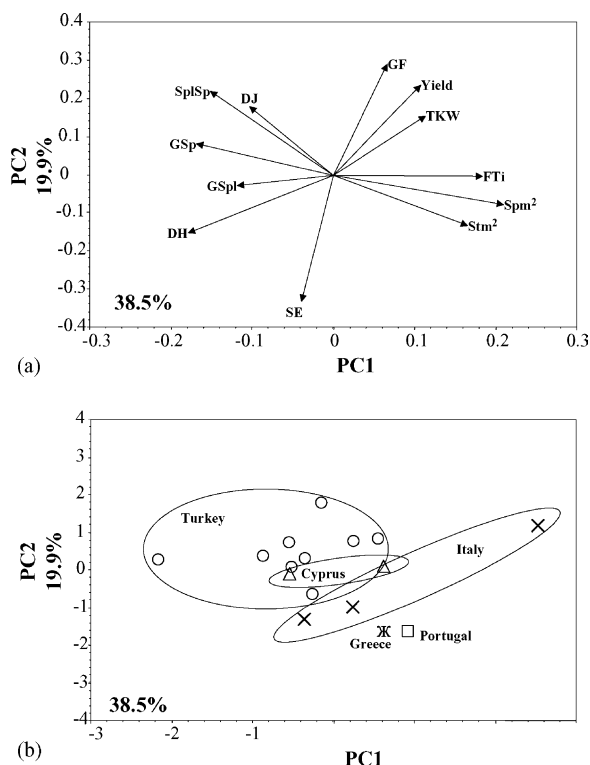 0.4
0.3
0.2
0.1
0
-0.1
-0.2
-0.3
-0.4
PC2
19.9%
GF
Yield
TKW
SplSp
DJ
GSp
GSpl
DH
FTi
Spm²
Stm²
SE
38.5%
-0.3 -0.2 -0.1 0 0.1 0.2 0.3
(a)
PC1
4
3
2
1
0
-1
-2
-3
-4
PC2
19.9%
Turkey
Cyprus
Italy
Greece
Portugal
38.5%
-3 -2 -1
(b)
PC1